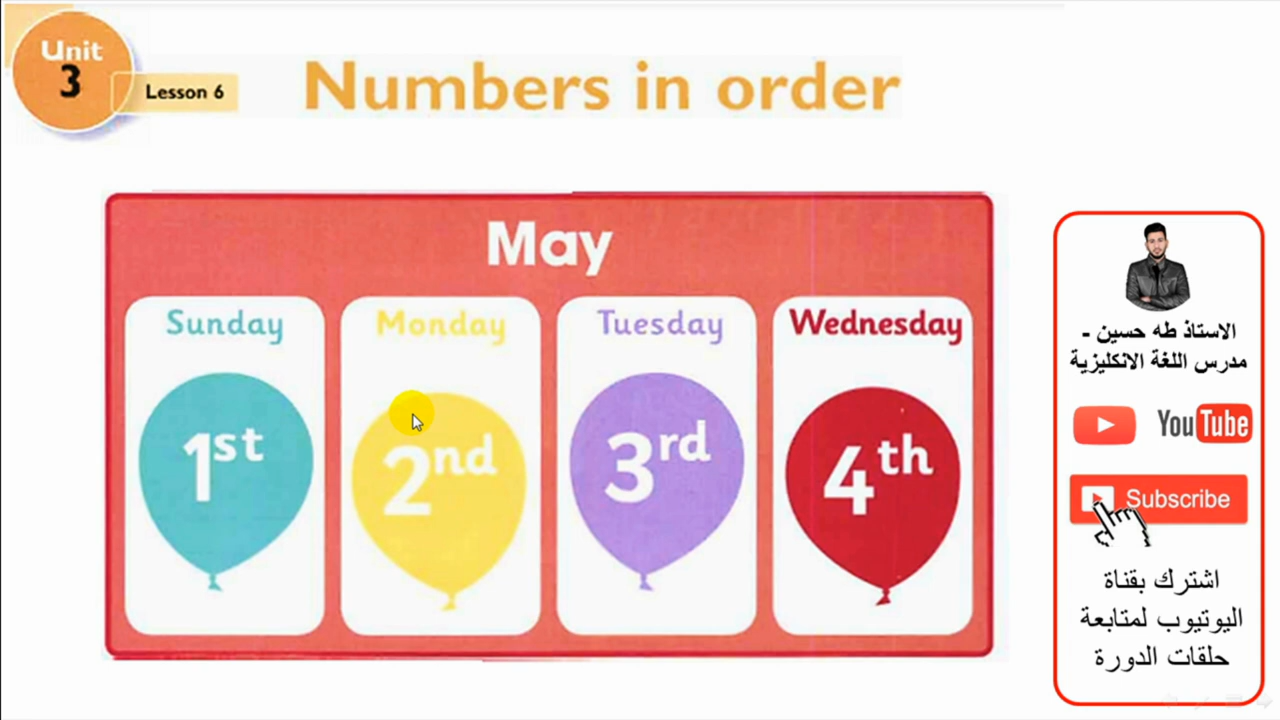 Unit
3
Lesson 6
Numbers in order
May
Sunday
Monday
Tuesday
Wednesday
1st
2nd
3rd
4th
الاستاذ طه حسين -
مدرس اللغة الانكليزية
YouTube
Subscribe
اشترك بقناة
اليوتيوب لمتابعة
حلقات الدورة